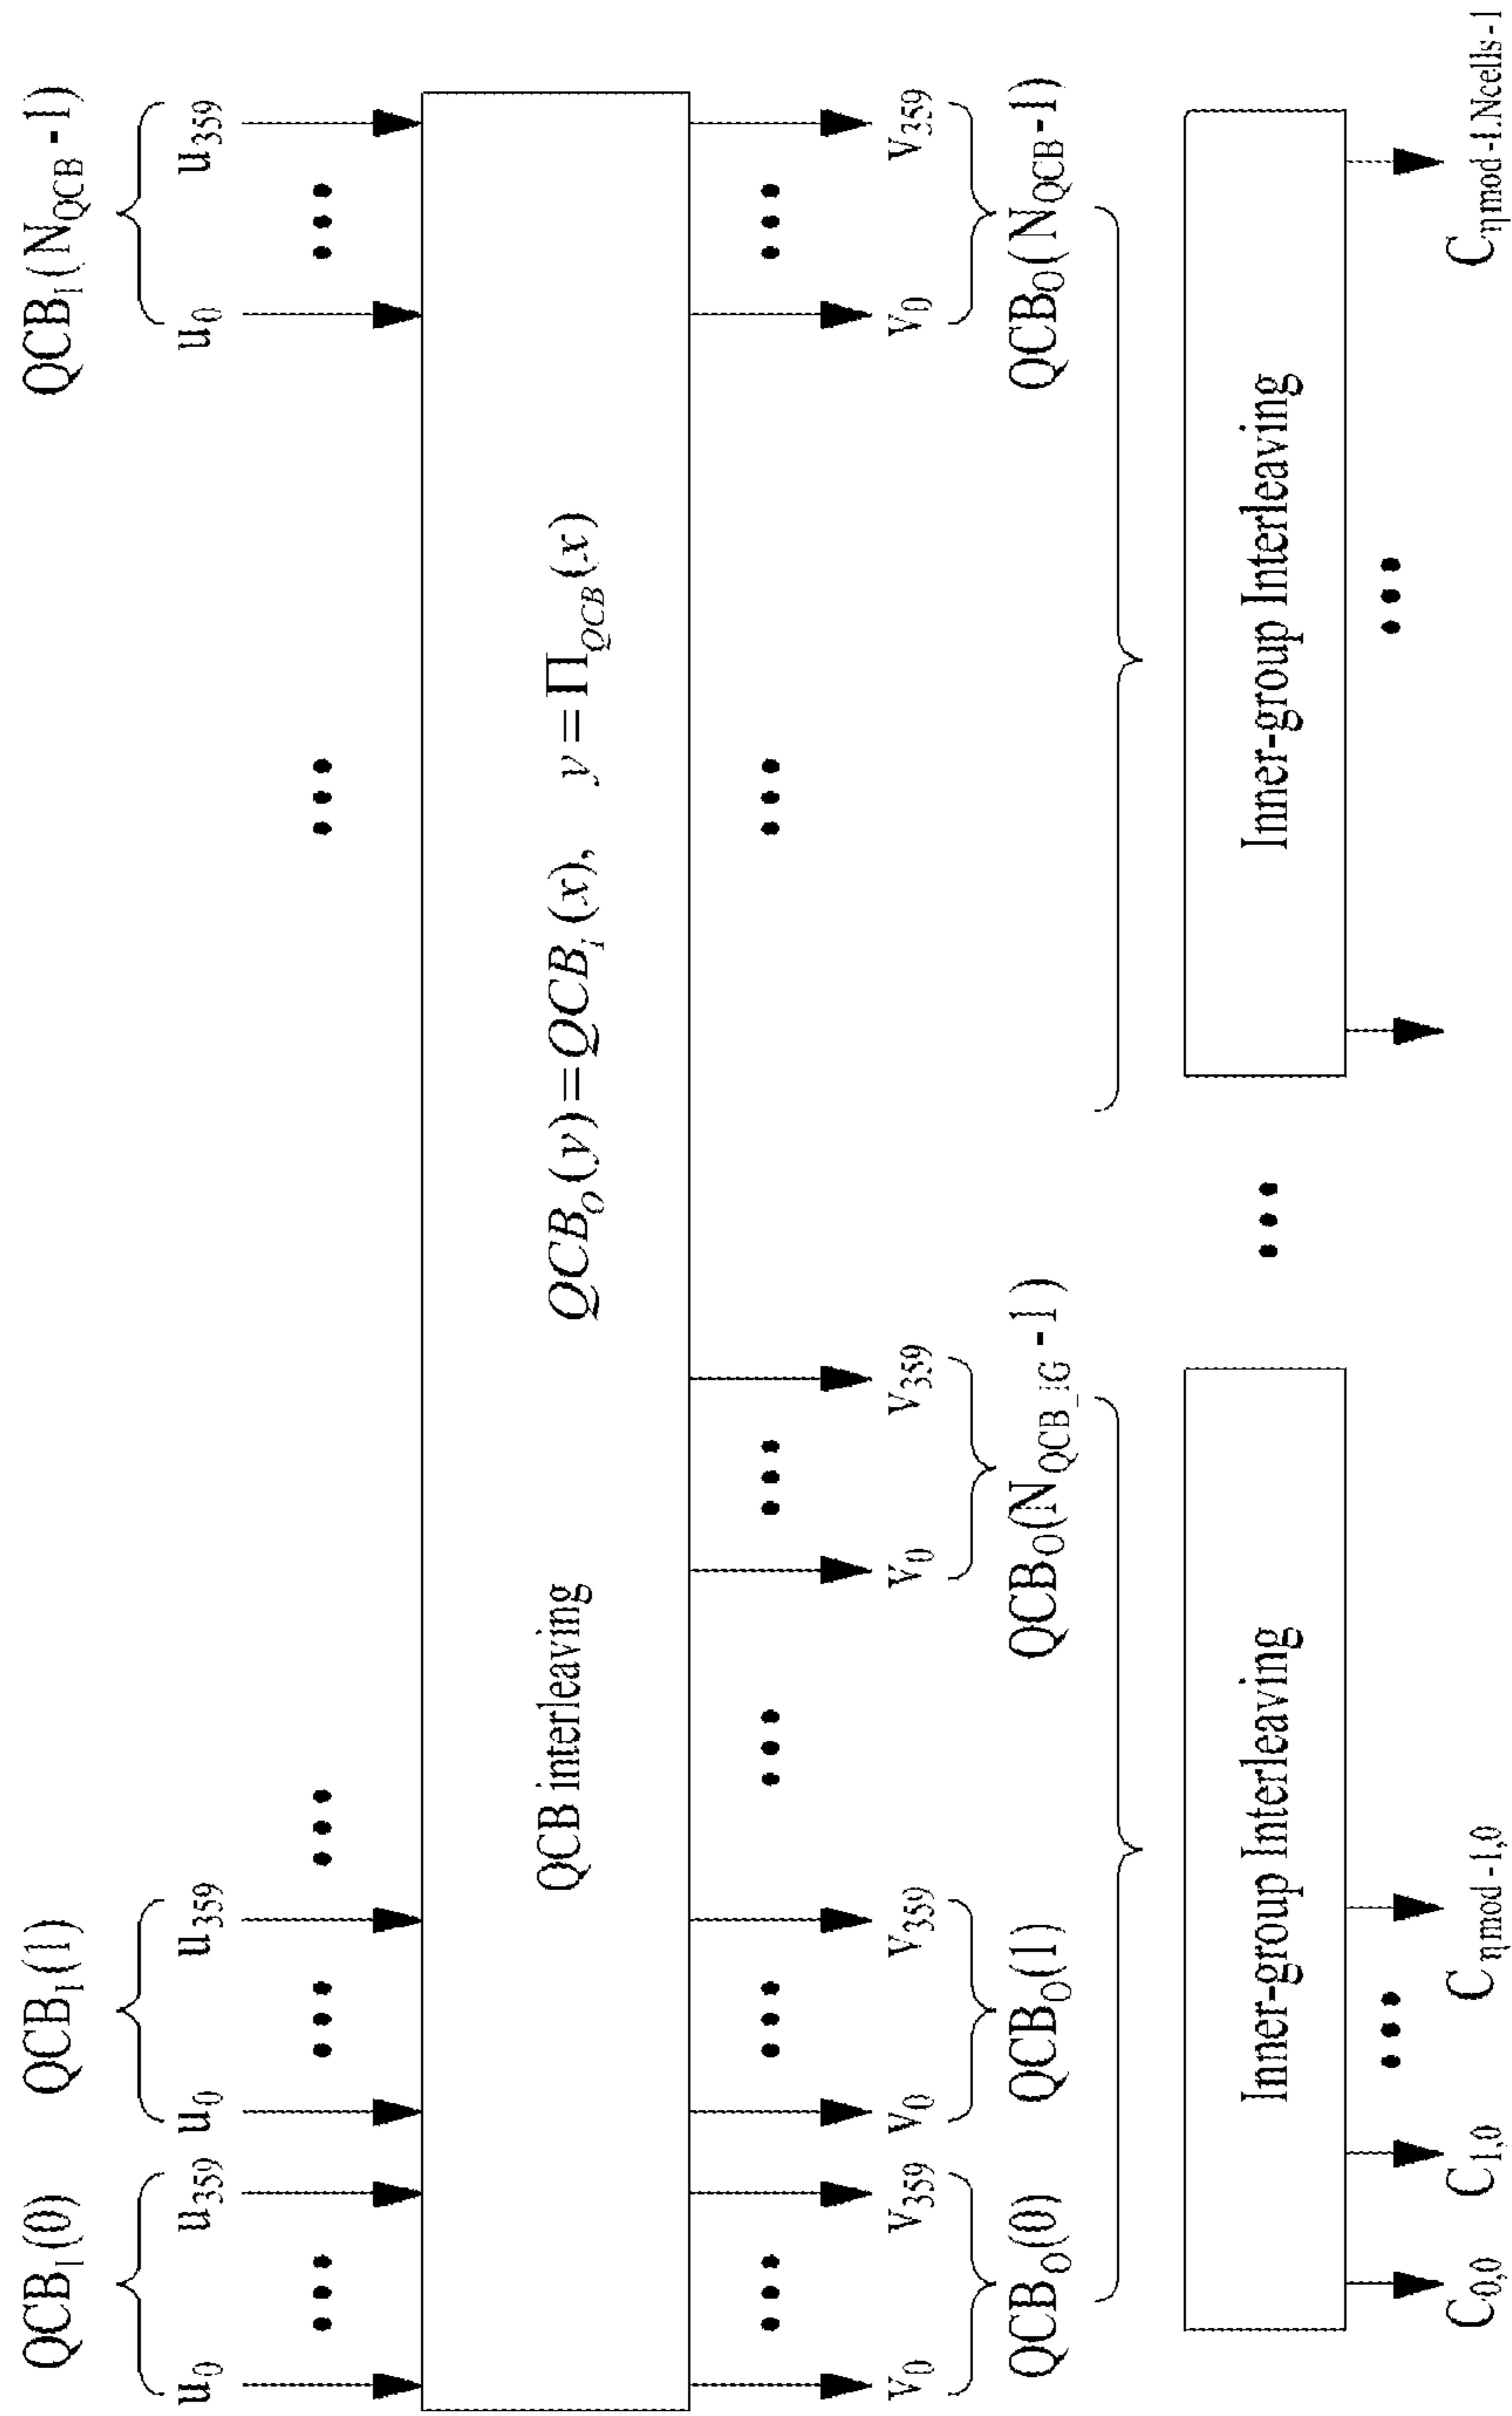 QCB_I(0) QCB_I(1) QCB_I(N_QCB-1)
u_0 ••• u_359 u_0 ••• u_359 ••• ••• u_0 ••• u_359
QCB interleaving QCB_O(y)=QCB_I(x), y=Π_QCB(x)
••• ••• ••• ••• ••• •••
v_0 v_359 v_0 v_359 v_0 v_359 v_0 v_359
QCB_O(0) QCB_O(1) QCB_O(N_QCB_IG-1) QCB_O(N_QCB-1)
Inner-group Interleaving ••• Inner-group Interleaving
C_0,0 C_1,0 ••• C_ηmod-1,0 ••• C_ηmod-1,Ncells-1